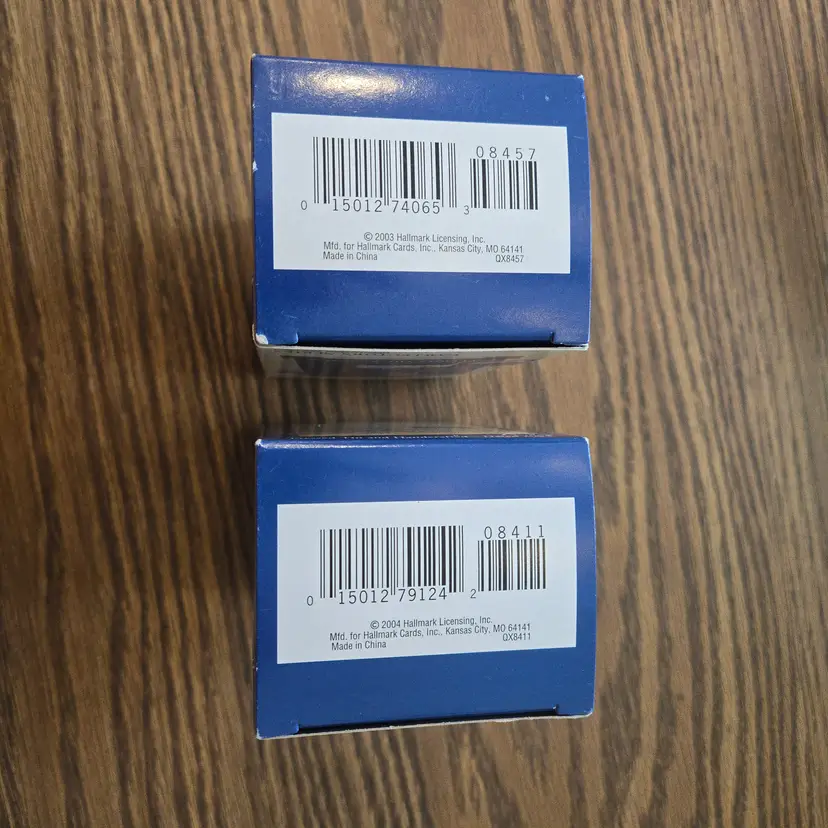 08457
0 15012 74065 3
© 2003 Hallmark Licensing, Inc.
Mfd. for Hallmark Cards, Inc., Kansas City, MO 64141
Made in China QX8457
08411
0 15012 79124 2
© 2004 Hallmark Licensing, Inc.
Mfd. for Hallmark Cards, Inc., Kansas City, MO 64141
Made in China QX8411